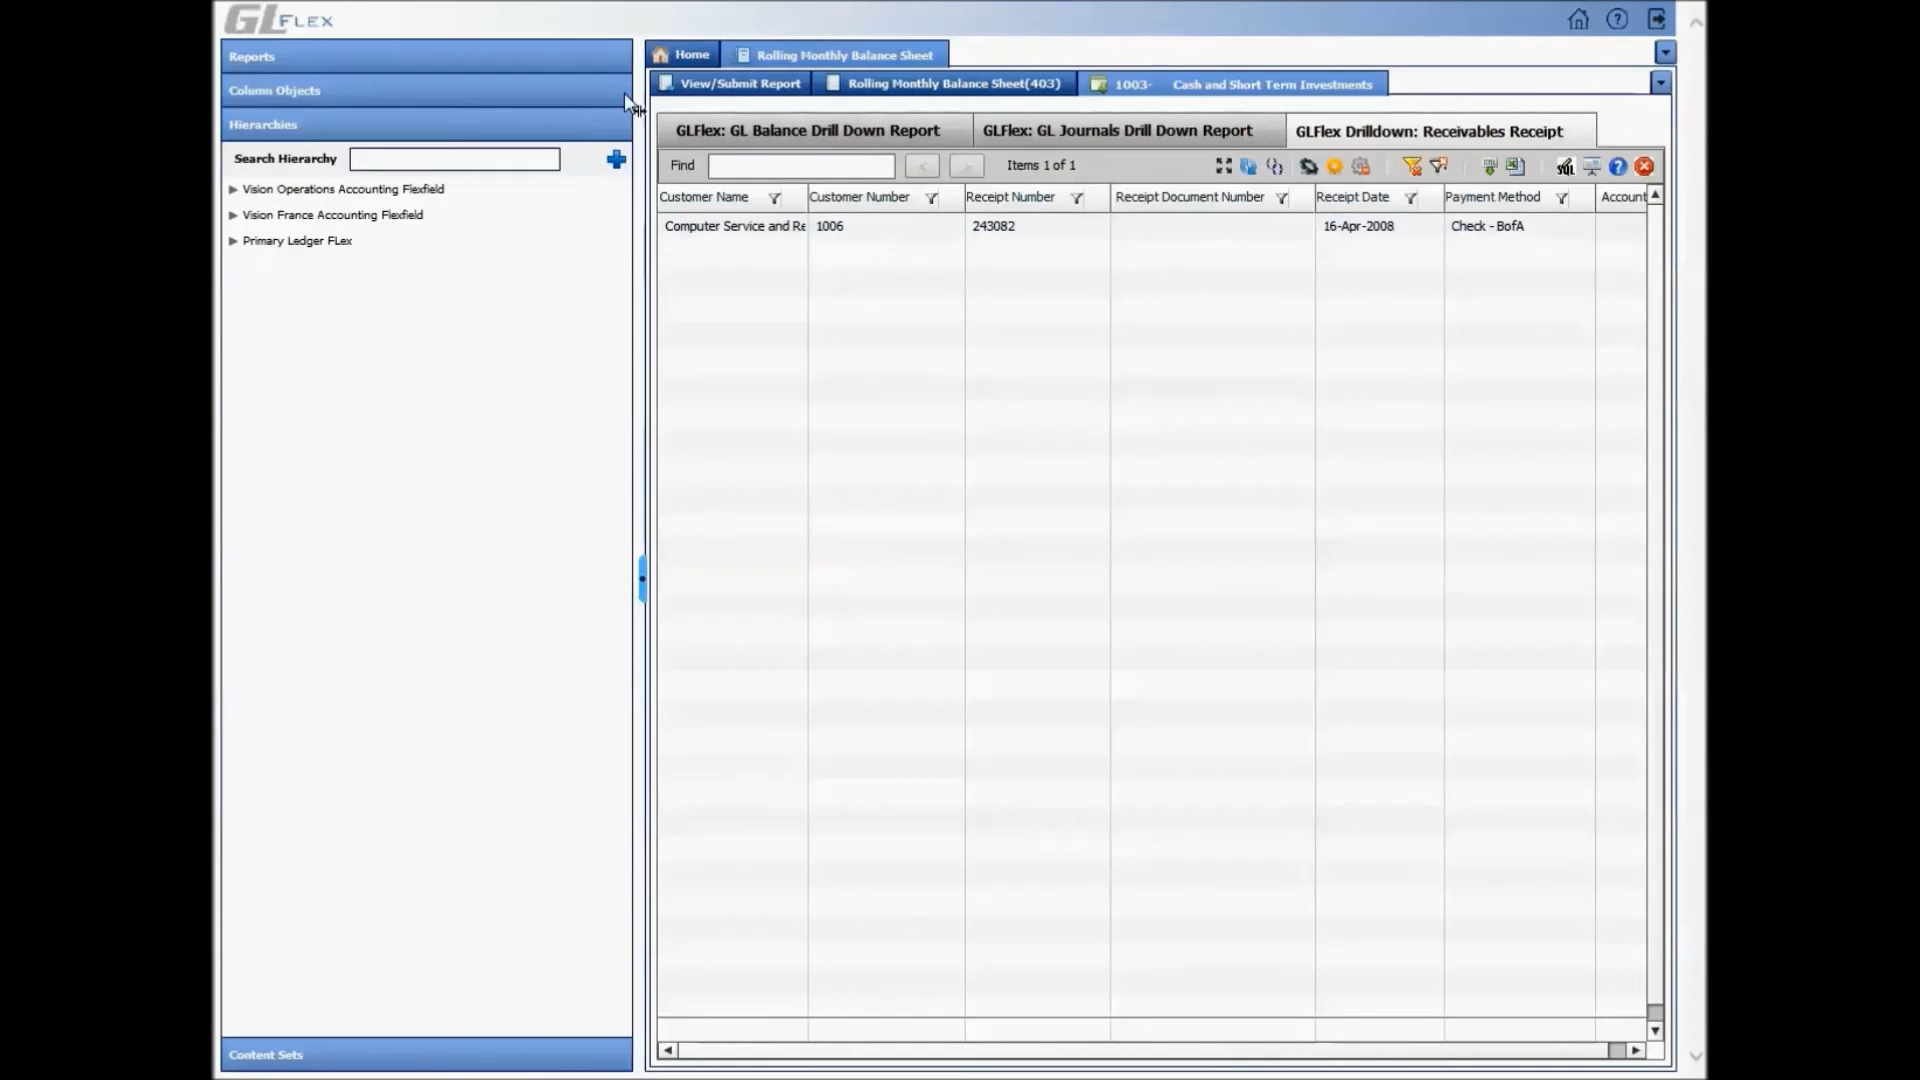 GL FLEX
Reports
Column Objects
Hierarchies
Search Hierarchy
Vision Operations Accounting Flexfield
Vision France Accounting Flexfield
Primary Ledger FLex
Content Sets
Home
Rolling Monthly Balance Sheet
View/Submit Report
Rolling Monthly Balance Sheet(403)
1003- Cash and Short Term Investments
GLFlex: GL Balance Drill Down Report
GLFlex: GL Journals Drill Down Report
GLFlex Drilldown: Receivables Receipt
Find
< >
Items 1 of 1
SQL
Customer Name Customer Number Receipt Number Receipt Document Number Receipt Date Payment Method Account
Computer Service and Re 1006 243082 16-Apr-2008 Check - BofA